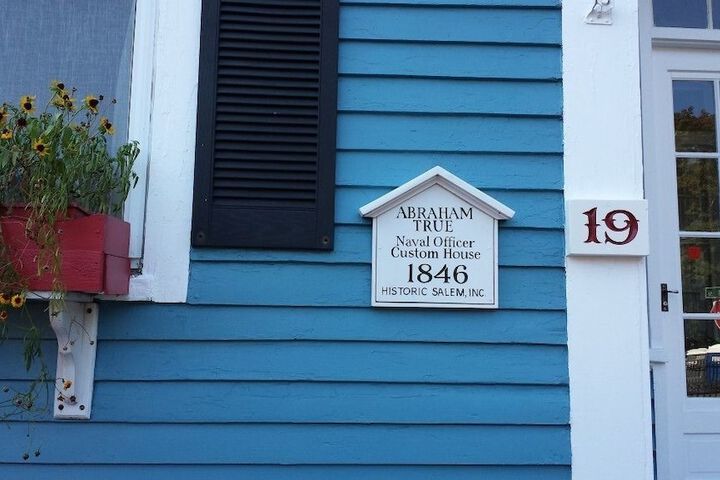 ABRAHAM
TRUE
Naval Officer
Custom House
1846
HISTORIC SALEM, INC.
19